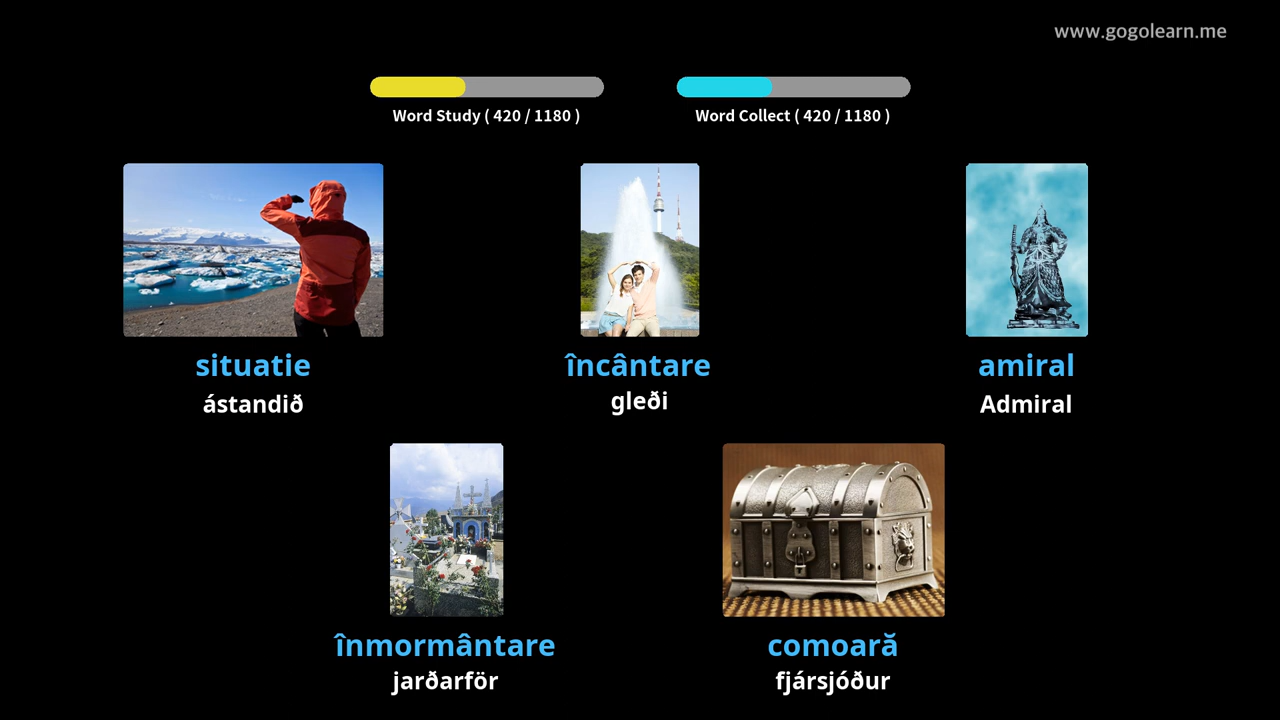 www.gogolearn.me
Word Study ( 420 / 1180 )
Word Collect ( 420 / 1180 )
situatie
ástandið
încântare
gleði
amiral
Admiral
înmormântare
jarðarför
comoară
fjársjóður